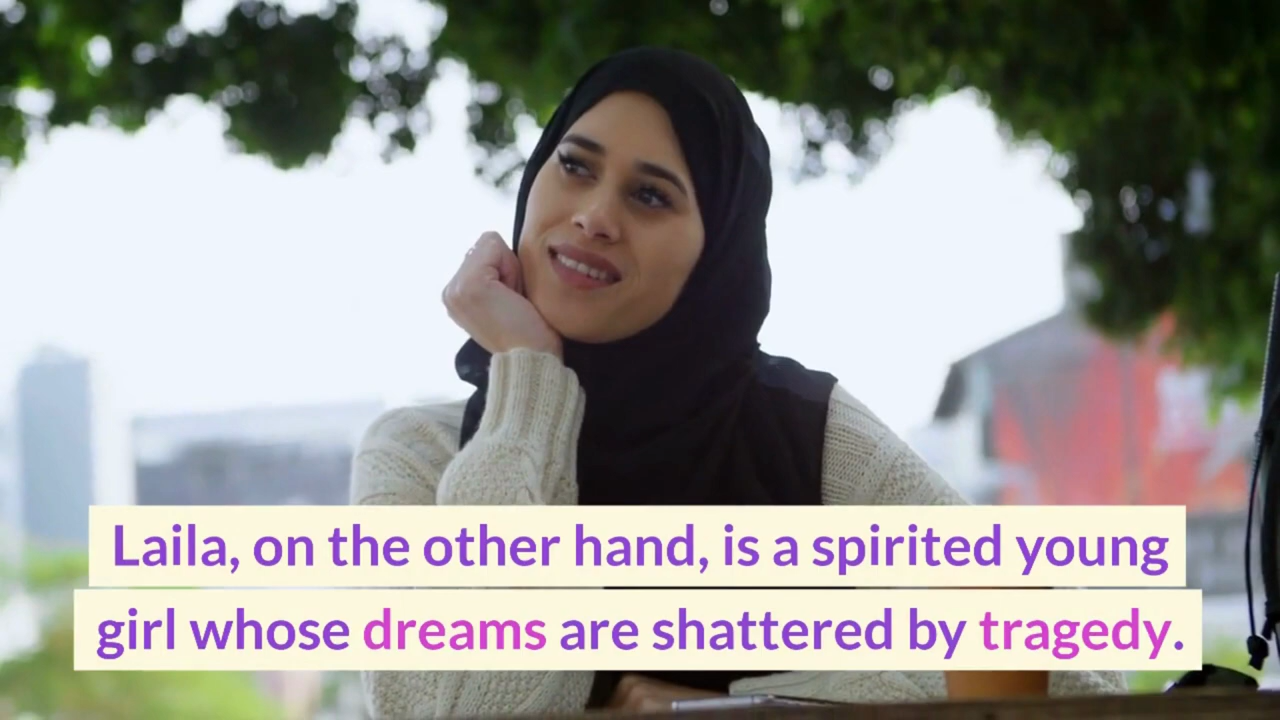 Laila, on the other hand, is a spirited young
girl whose dreams are shattered by tragedy.